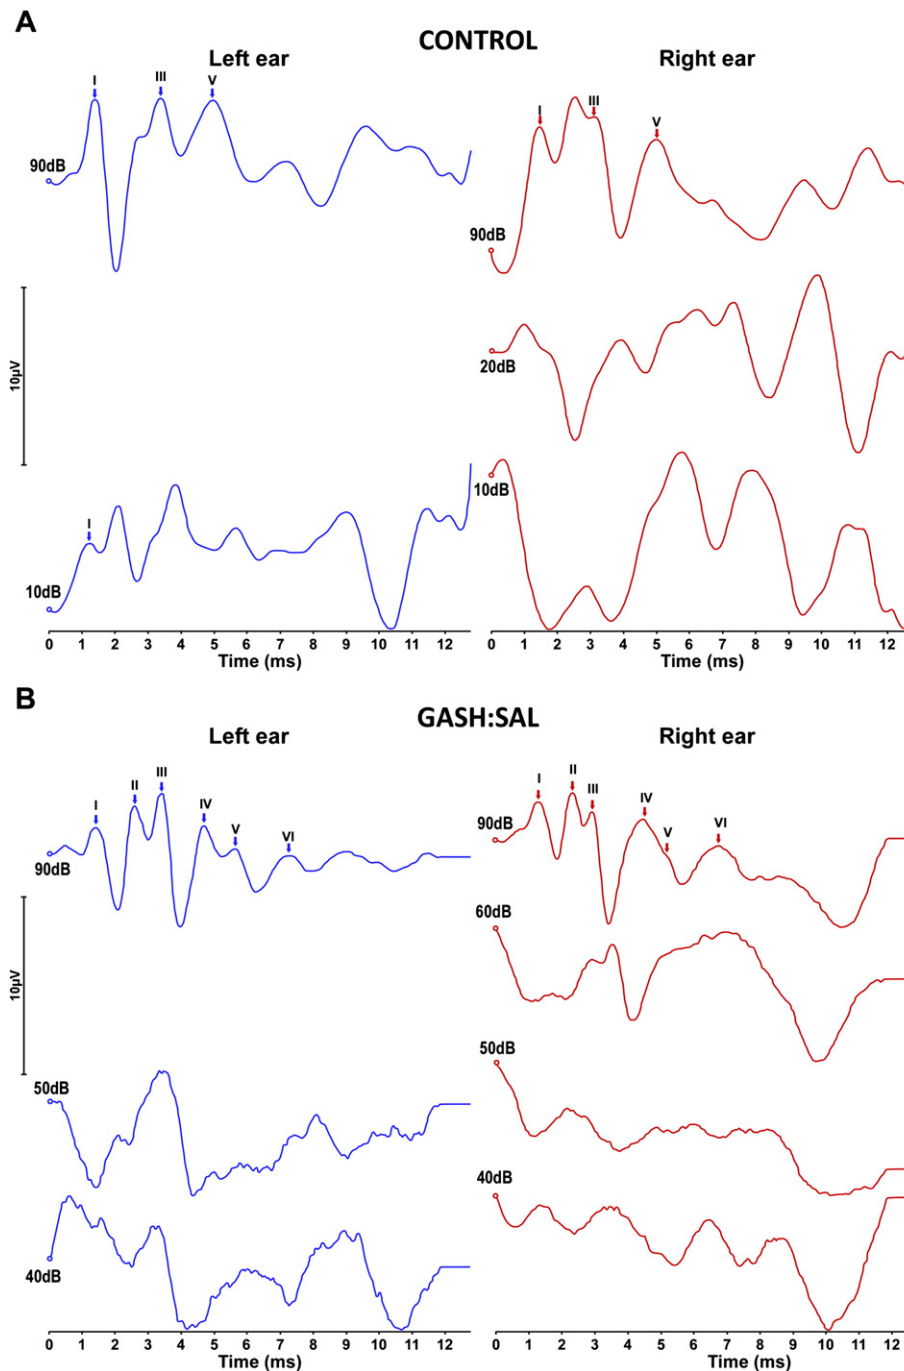 A
CONTROL
Left ear
Right ear
I
III
V
I
III
V
90dB
90dB
10µV
20dB
10dB
I
10dB
0 1 2 3 4 5 6 7 8 9 10 11 12
Time (ms)
0 1 2 3 4 5 6 7 8 9 10 11 12
Time (ms)
B
GASH:SAL
Left ear
Right ear
I
II
III
IV
V
VI
I
II
III
IV
V
VI
90dB
90dB
10µV
60dB
50dB
50dB
40dB
40dB
0 1 2 3 4 5 6 7 8 9 10 11 12
Time (ms)
0 1 2 3 4 5 6 7 8 9 10 11 12
Time (ms)